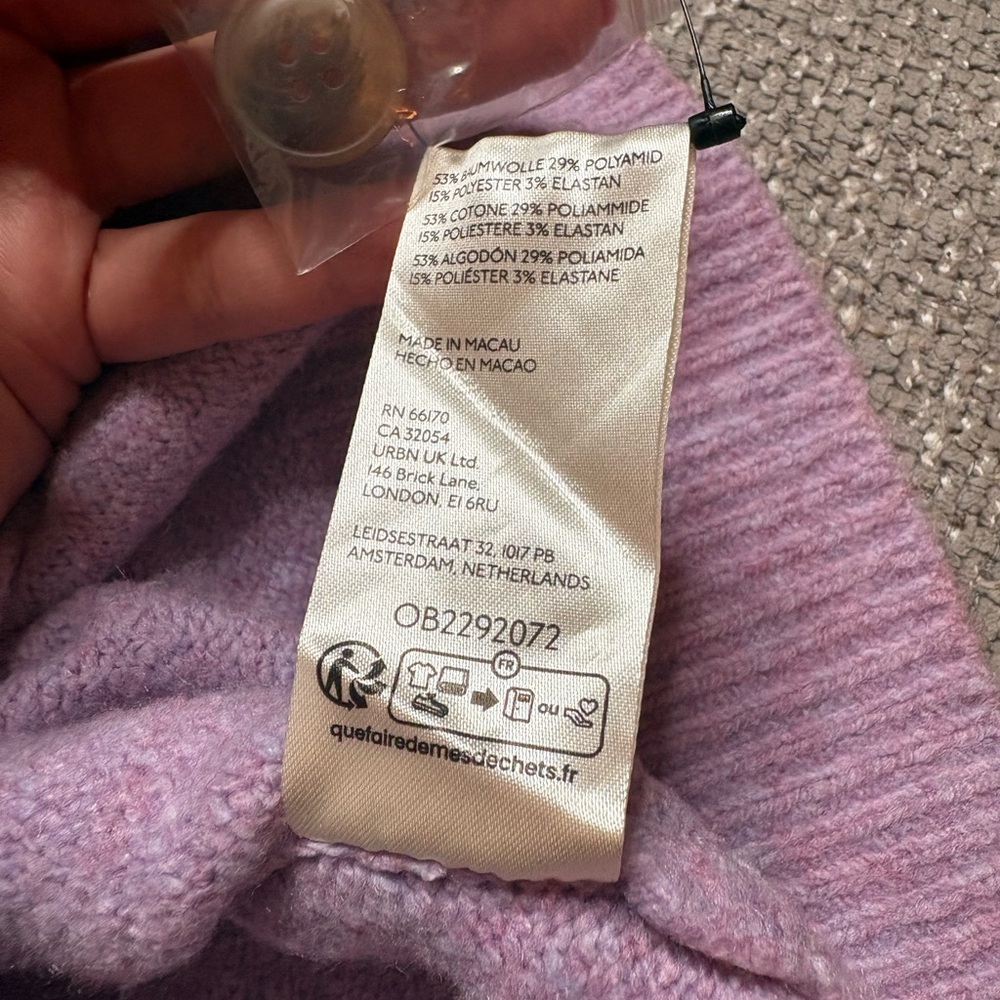 53% BAUMWOLLE 29% POLYAMID
15% POLYESTER 3% ELASTAN
53% COTONE 29% POLIAMMIDE
15% POLIESTERE 3% ELASTAN
53% ALGODÓN 29% POLIAMIDA
15% POLIÉSTER 3% ELASTANE
MADE IN MACAU
HECHO EN MACAO
RN 66170
CA 32054
URBN UK Ltd.
146 Brick Lane,
LONDON, E1 6RU
LEIDSESTRAAT 32, 1017 PB
AMSTERDAM, NETHERLANDS
OB2292072
FR
ou
quefairedemesdechets.fr